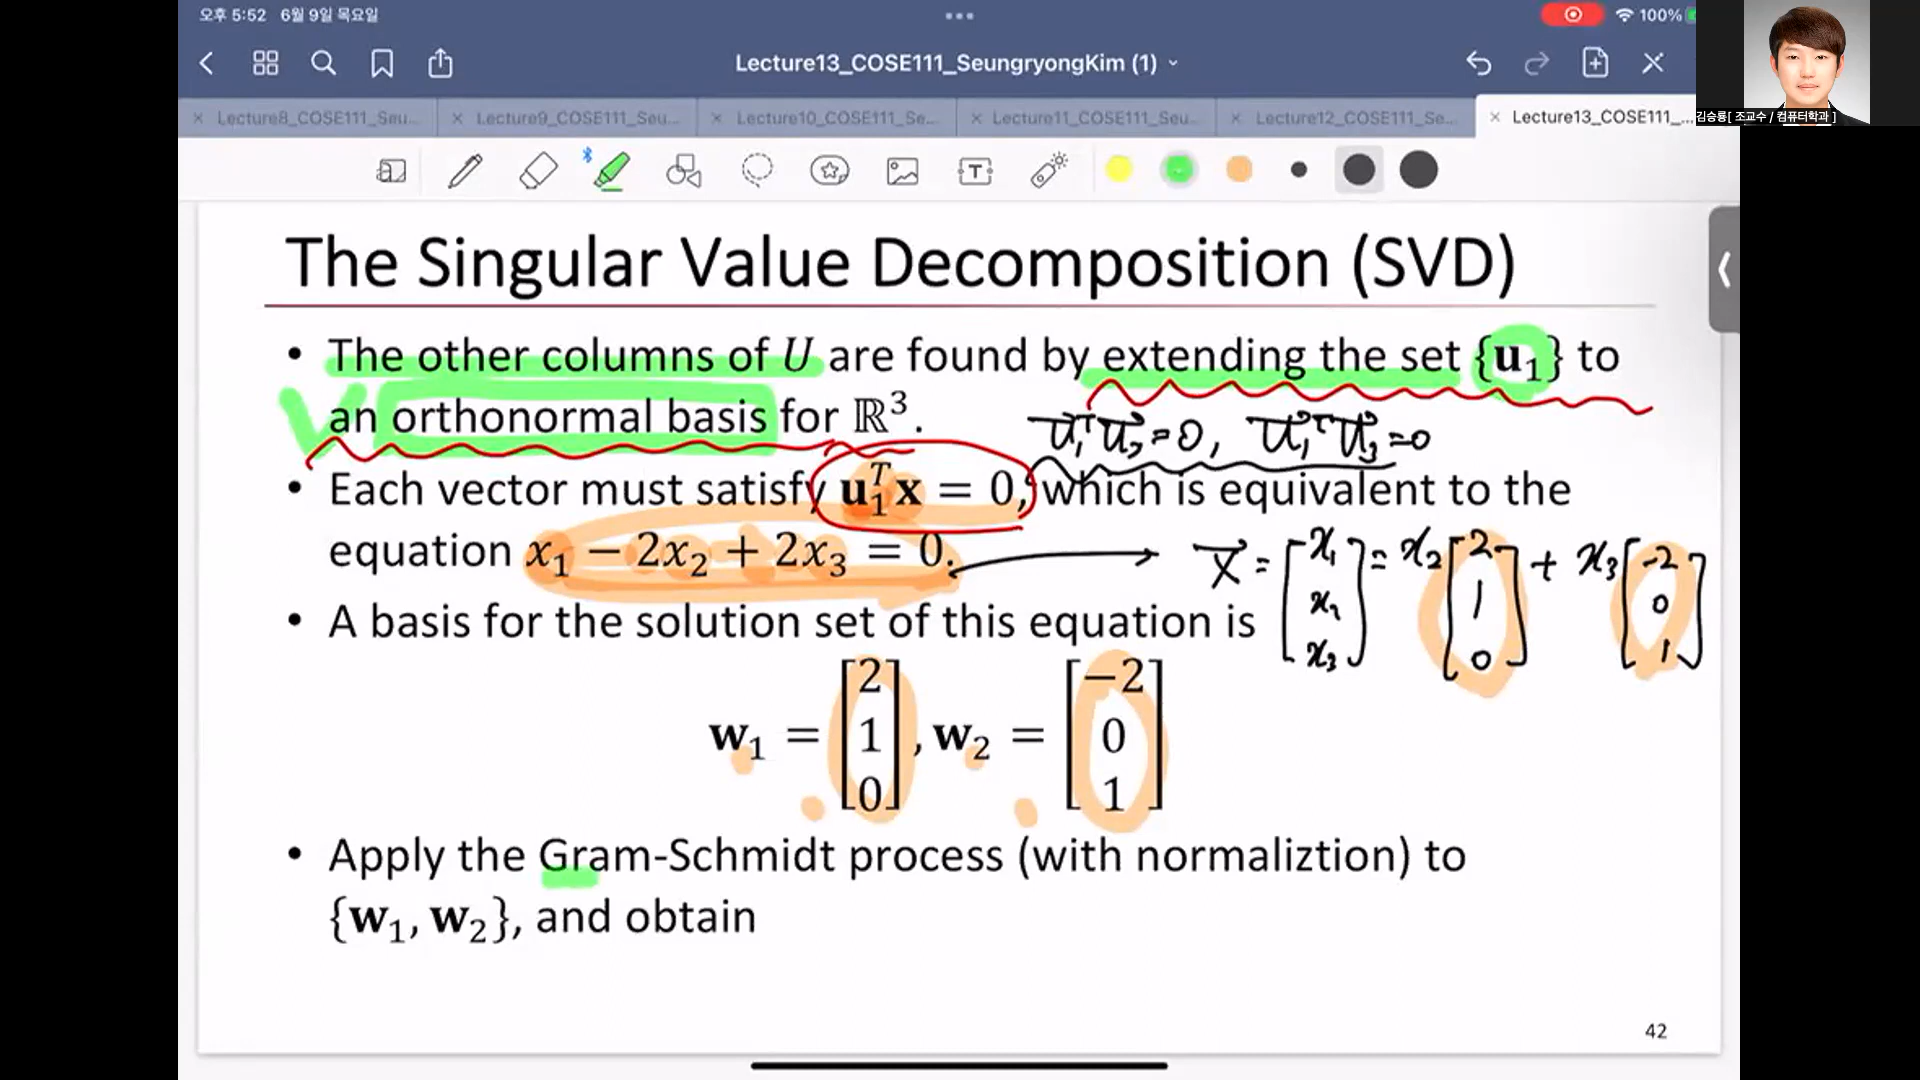 오후 5:52 6월 9일 목요일
100%
Lecture13_COSE111_SeungryongKim (1)
Lecture8_COSE111_Seu...
Lecture9_COSE111_Seu...
Lecture10_COSE111_Se...
Lecture11_COSE111_Seu...
Lecture12_COSE111_Se...
Lecture13_COSE111_...
김승룡[ 조교수 / 컴퓨터학과 ]
The Singular Value Decomposition (SVD)
• The other columns of U are found by extending the set {u₁} to
an orthonormal basis for ℝ³.
u₁ᵀu₂=0, u₁ᵀu₃=0
• Each vector must satisfy u₁ᵀx = 0, which is equivalent to the
equation x₁ − 2x₂ + 2x₃ = 0.
x = [x₁ x₂ x₃] = x₂[2 1 0] + x₃[-2 0 1]
• A basis for the solution set of this equation is
w₁ = [2 1 0], w₂ = [−2 0 1]
• Apply the Gram-Schmidt process (with normaliztion) to
{w₁, w₂}, and obtain
42